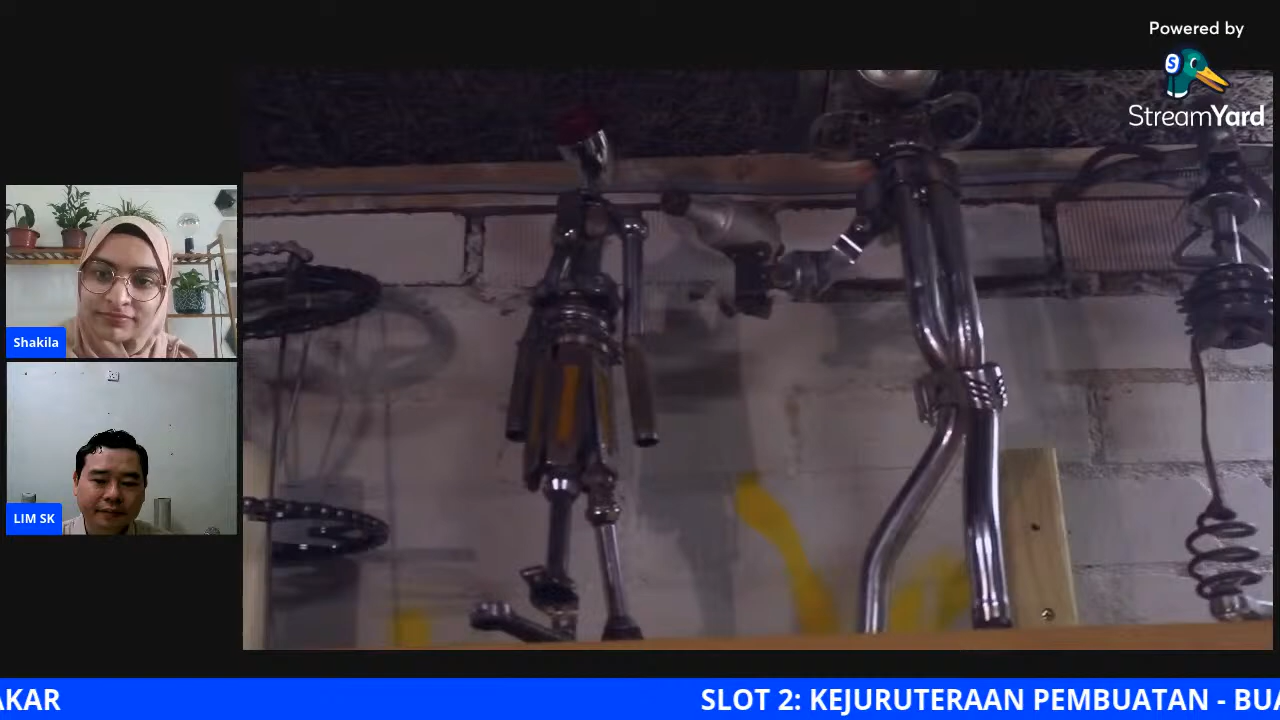 Powered by
StreamYard
Shakila
LIM SK
AKAR
SLOT 2: KEJURUTERAAN PEMBUATAN - BUA